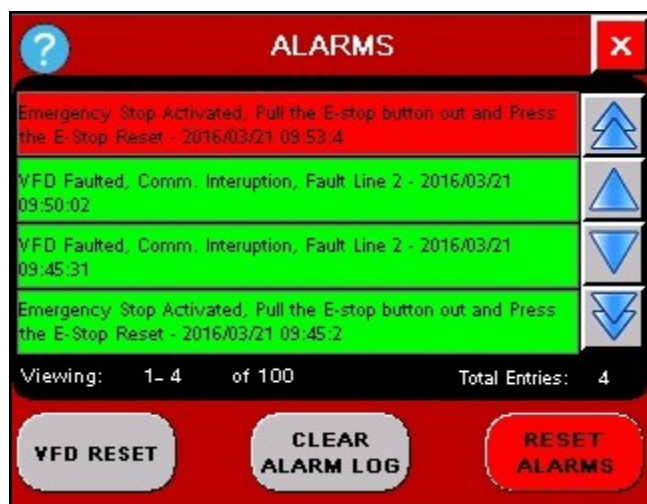 ?
ALARMS
X
Emergency Stop Activated, Pull the E-stop button out and Press
the E-Stop Reset - 2016/03/21 09:53:4
VFD Faulted, Comm. Interuption, Fault Line 2 - 2016/03/21
09:50:02
VFD Faulted, Comm. Interuption, Fault Line 2 - 2016/03/21
09:45:31
Emergency Stop Activated, Pull the E-stop button out and Press
the E-Stop Reset - 2016/03/21 09:45:2
Viewing: 1- 4 of 100 Total Entries: 4
VFD RESET
CLEAR
ALARM LOG
RESET
ALARMS